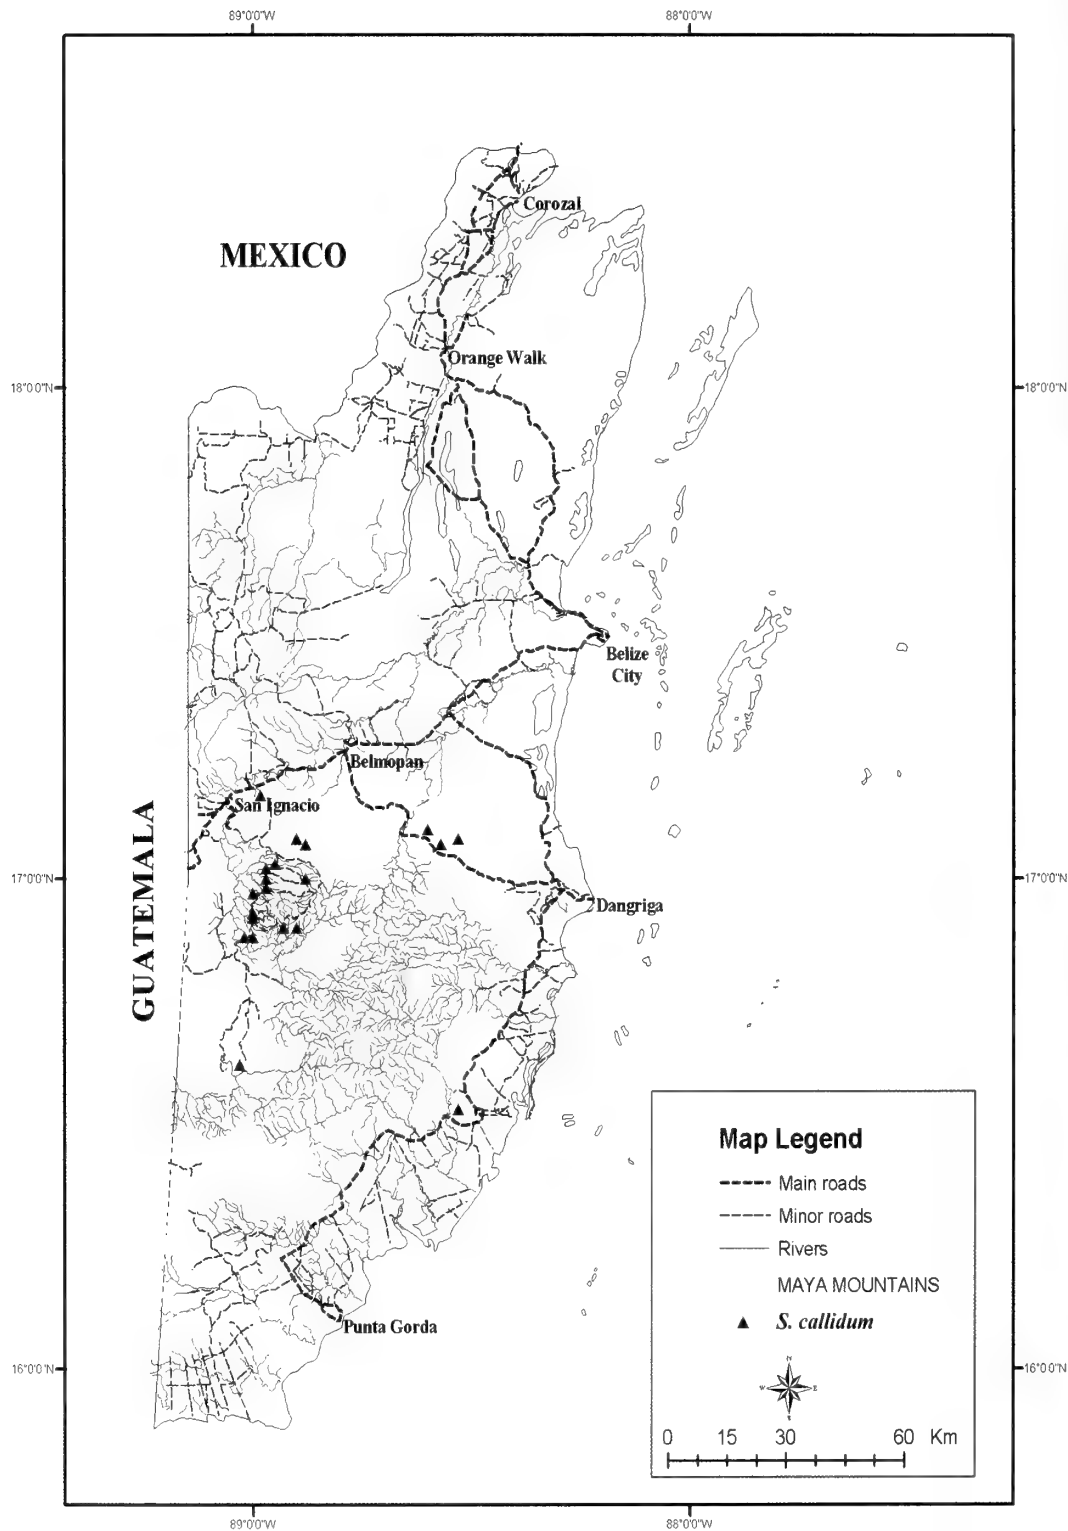 89°0'0"W 88°0'0"W
Corozal
MEXICO
Orange Walk
18°0'0"N 18°0'0"N
Belize
City
Belmopan
San Ignacio
GUATEMALA
17°0'0"N 17°0'0"N
Dangriga
Map Legend
Main roads
Minor roads
Rivers
MAYA MOUNTAINS
S. callidum
Punta Gorda
16°0'0"N 16°0'0"N
N
W E
S
0 15 30 60 Km
89°0'0"W 88°0'0"W